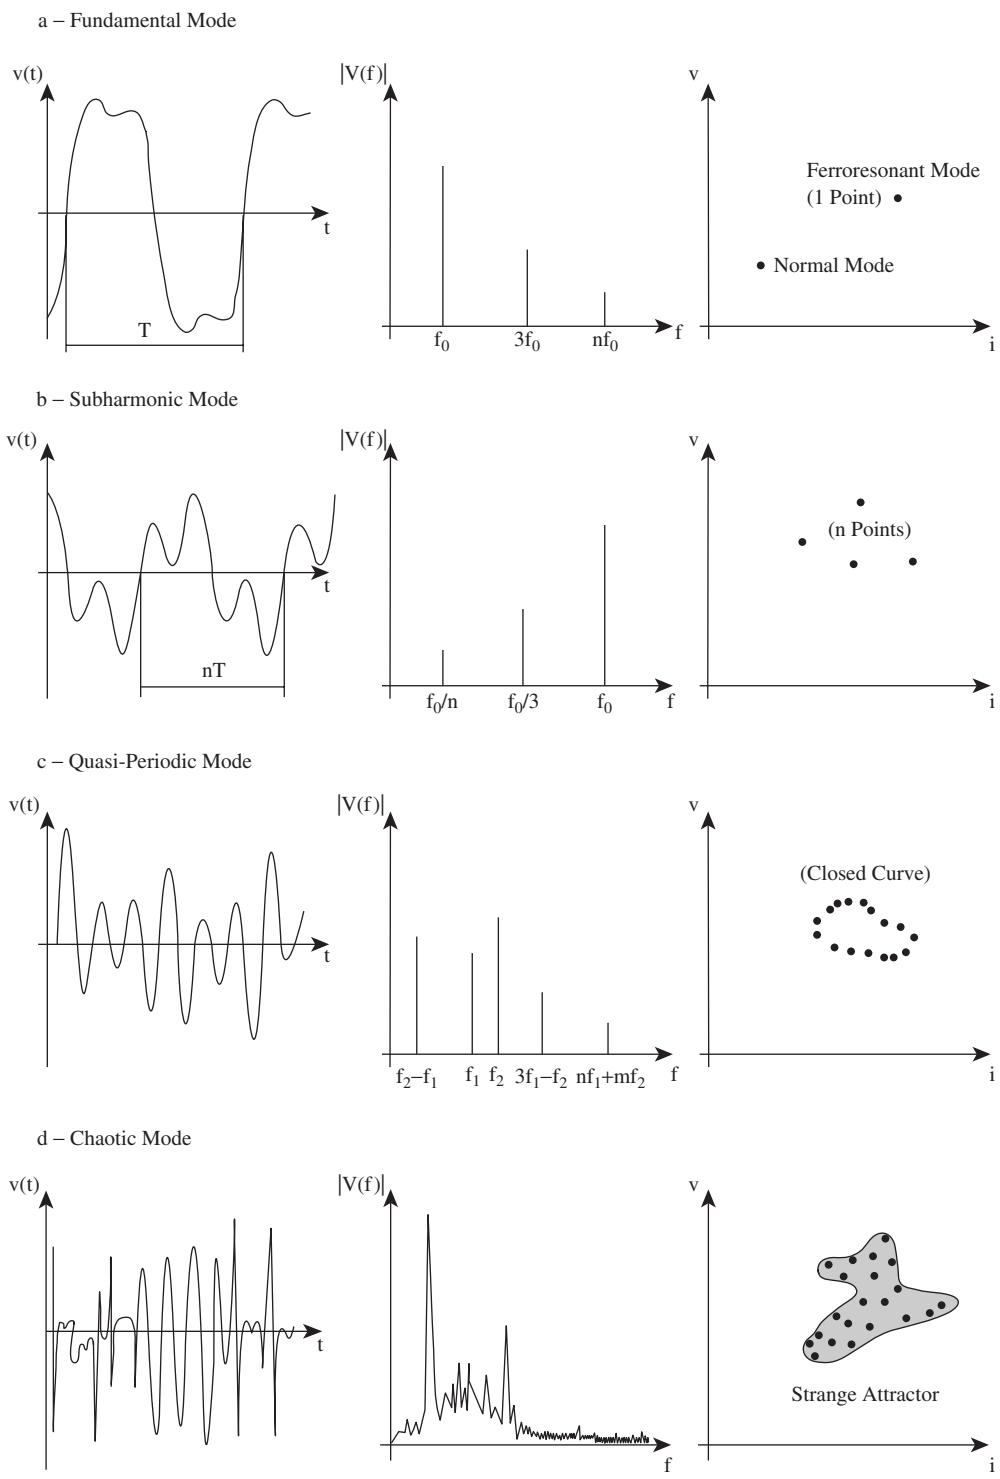 a – Fundamental Mode
v(t)
t
T
|V(f)|
f₀
3f₀
nf₀
f
v
Ferroresonant Mode
(1 Point)
Normal Mode
i
b – Subharmonic Mode
v(t)
t
nT
|V(f)|
f₀/n
f₀/3
f₀
f
v
(n Points)
i
c – Quasi-Periodic Mode
v(t)
t
|V(f)|
f₂–f₁
f₁
f₂
3f₁–f₂
nf₁+mf₂
f
v
(Closed Curve)
i
d – Chaotic Mode
v(t)
t
|V(f)|
f
v
Strange Attractor
i